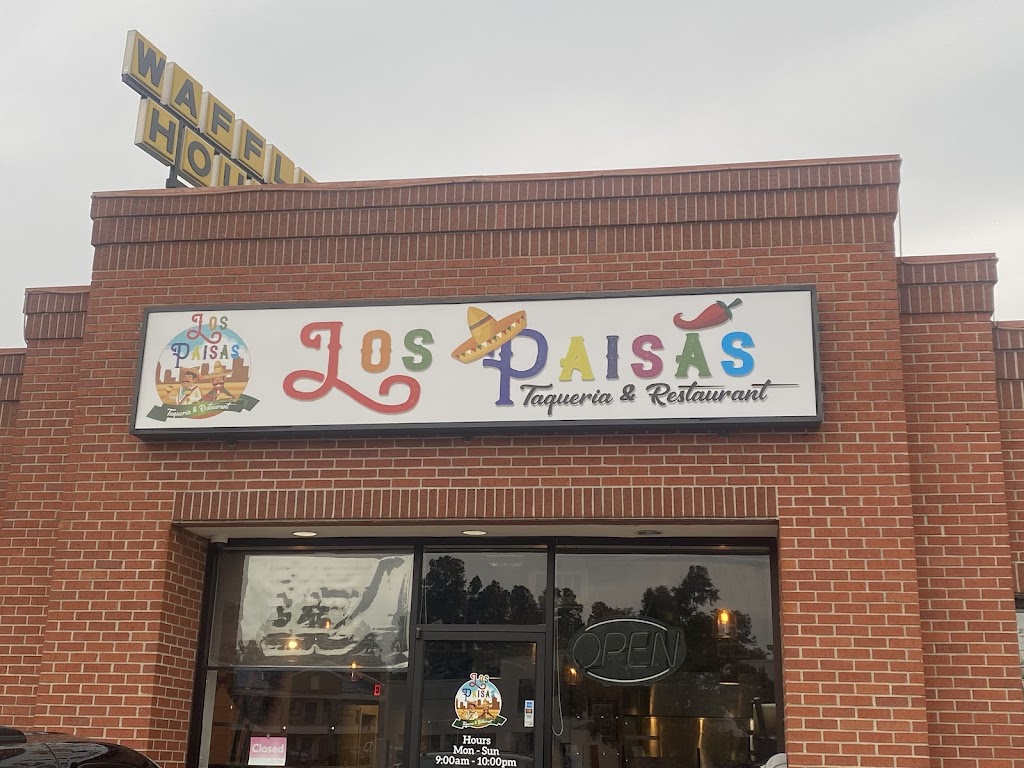 WAFFL
HOU
LOS
PAISAS
Taqueria & Restaurant
LOS PAISAS
Taqueria & Restaurant
OPEN
LOS
PAISAS
Closed
Hours
Mon - Sun
9:00am - 10:00pm